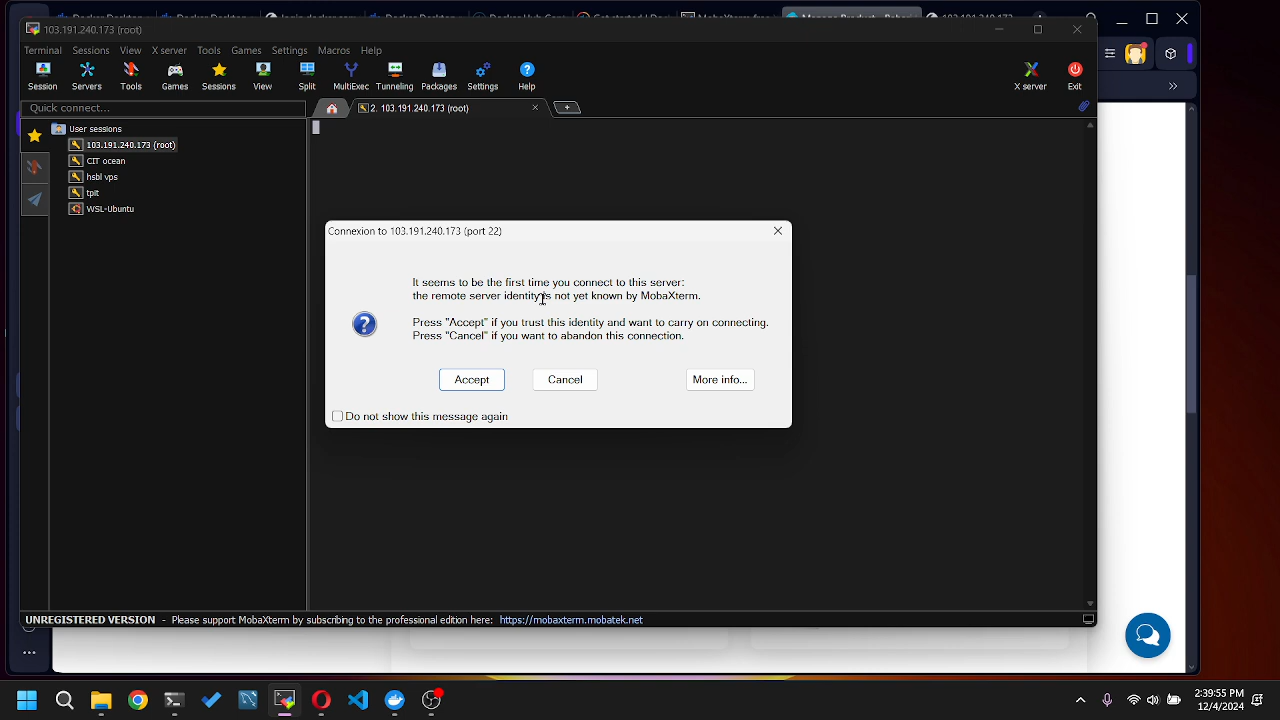 103.191.240.173 (root)
Terminal Sessions View X server Tools Games Settings Macros Help
Session Servers Tools Games Sessions View Split MultiExec Tunneling Packages Settings Help X server Exit
Quick connect...
2. 103.191.240.173 (root)
User sessions
103.191.240.173 (root)
CIT ocean
hsbl vps
tpit
WSL-Ubuntu
Connexion to 103.191.240.173 (port 22)
It seems to be the first time you connect to this server:
the remote server identity is not yet known by MobaXterm.
Press "Accept" if you trust this identity and want to carry on connecting.
Press "Cancel" if you want to abandon this connection.
Accept Cancel More info...
Do not show this message again
UNREGISTERED VERSION - Please support MobaXterm by subscribing to the professional edition here: https://mobaxterm.mobatek.net
2:39:55 PM
12/4/2024